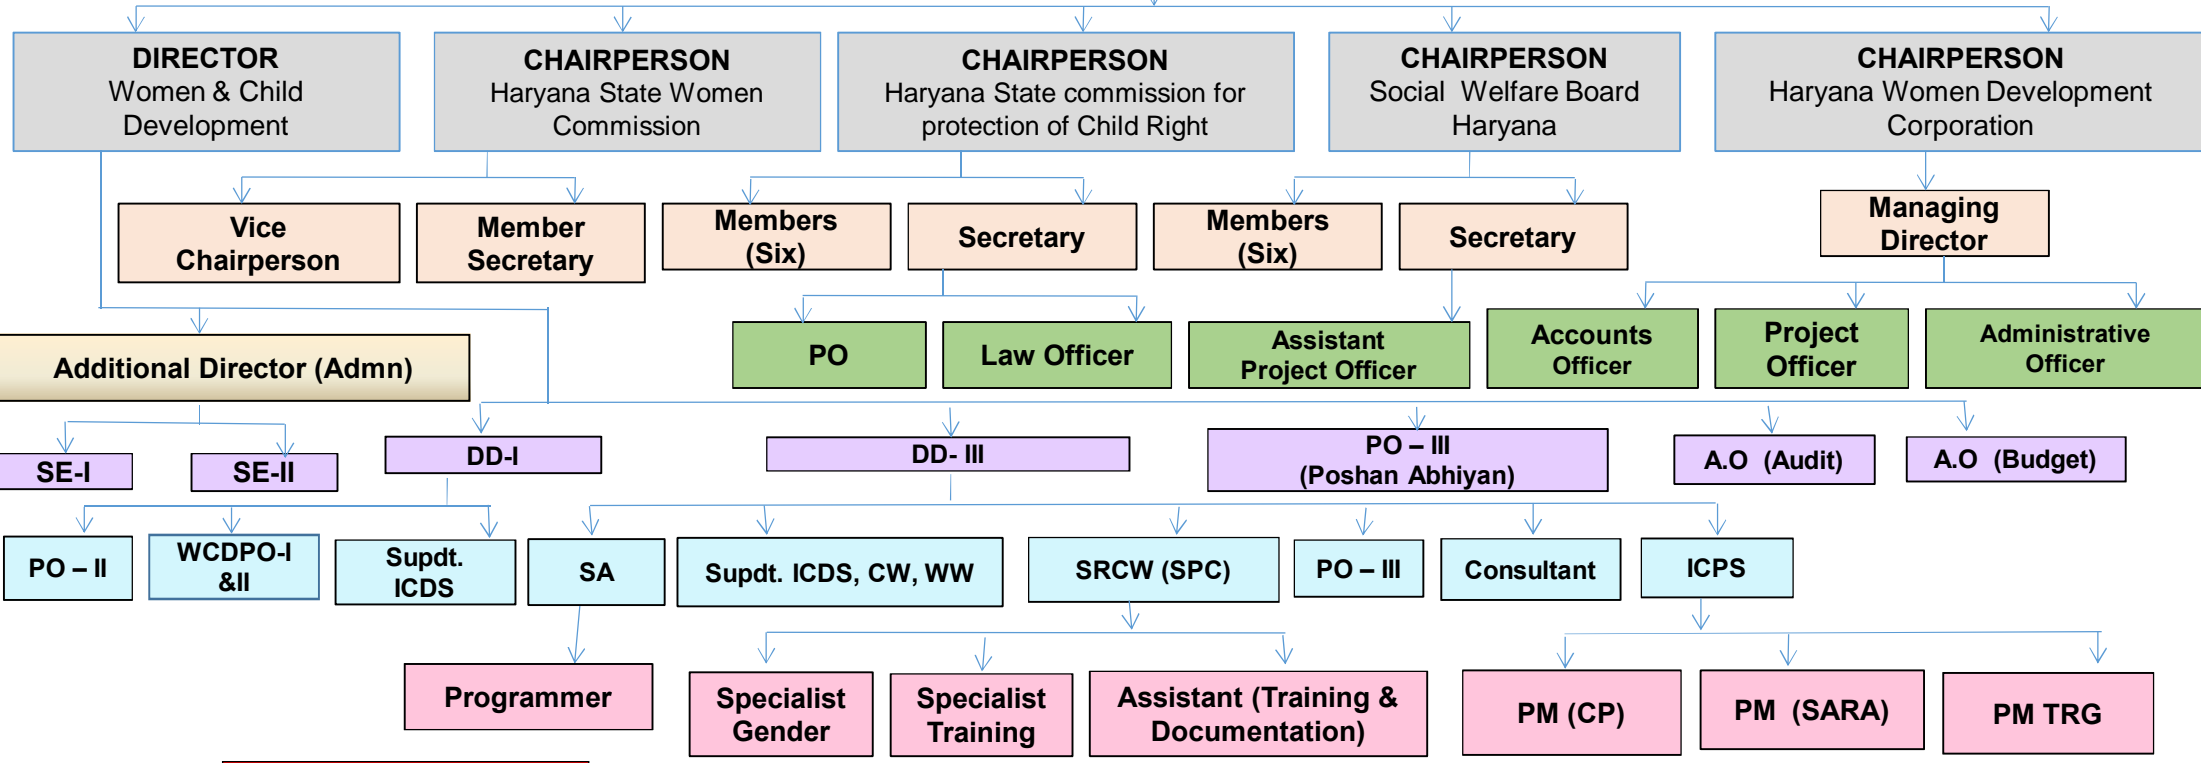 DIRECTOR
Women & Child
Development
CHAIRPERSON
Haryana State Women
Commission
CHAIRPERSON
Haryana State commission for
protection of Child Right
CHAIRPERSON
Social Welfare Board
Haryana
CHAIRPERSON
Haryana Women Development
Corporation
Vice
Chairperson
Member
Secretary
Members
(Six)
Secretary
Members
(Six)
Secretary
Managing
Director
Additional Director (Admn)
PO
Law Officer
Assistant
Project Officer
Accounts
Officer
Project
Officer
Administrative
Officer
SE-I
SE-II
DD-I
DD- III
PO – III
(Poshan Abhiyan)
A.O (Audit)
A.O (Budget)
PO – II
WCDPO-I
&II
Supdt.
ICDS
SA
Supdt. ICDS, CW, WW
SRCW (SPC)
PO – III
Consultant
ICPS
Programmer
Specialist
Gender
Specialist
Training
Assistant (Training &
Documentation)
PM (CP)
PM (SARA)
PM TRG